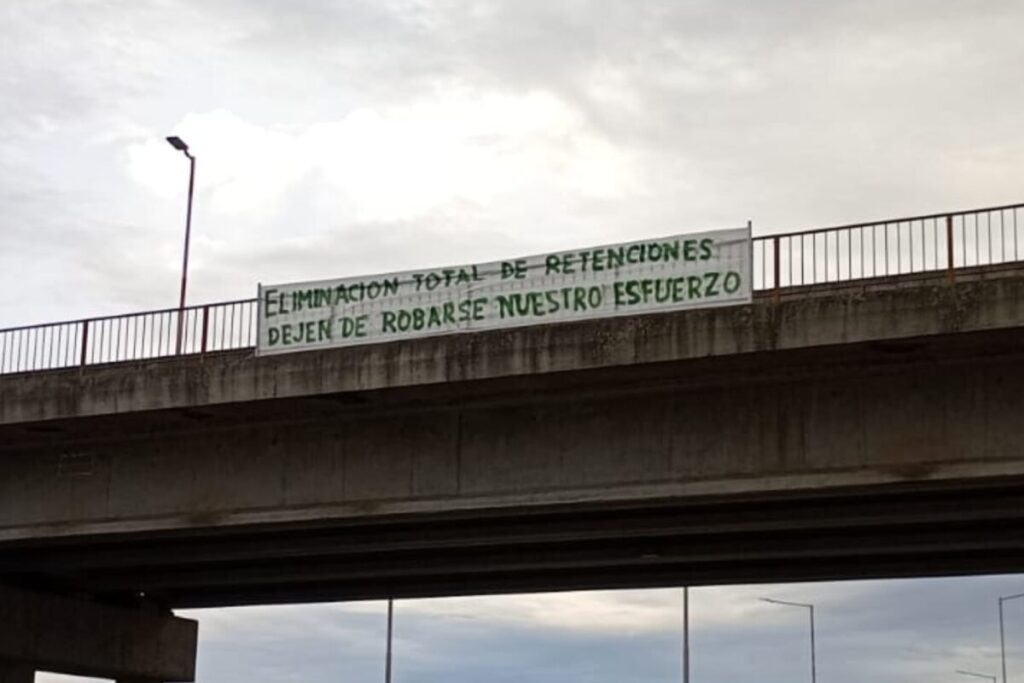 ELIMINACION TOTAL DE RETENCIONES
DEJEN DE ROBARSE NUESTRO ESFUERZO